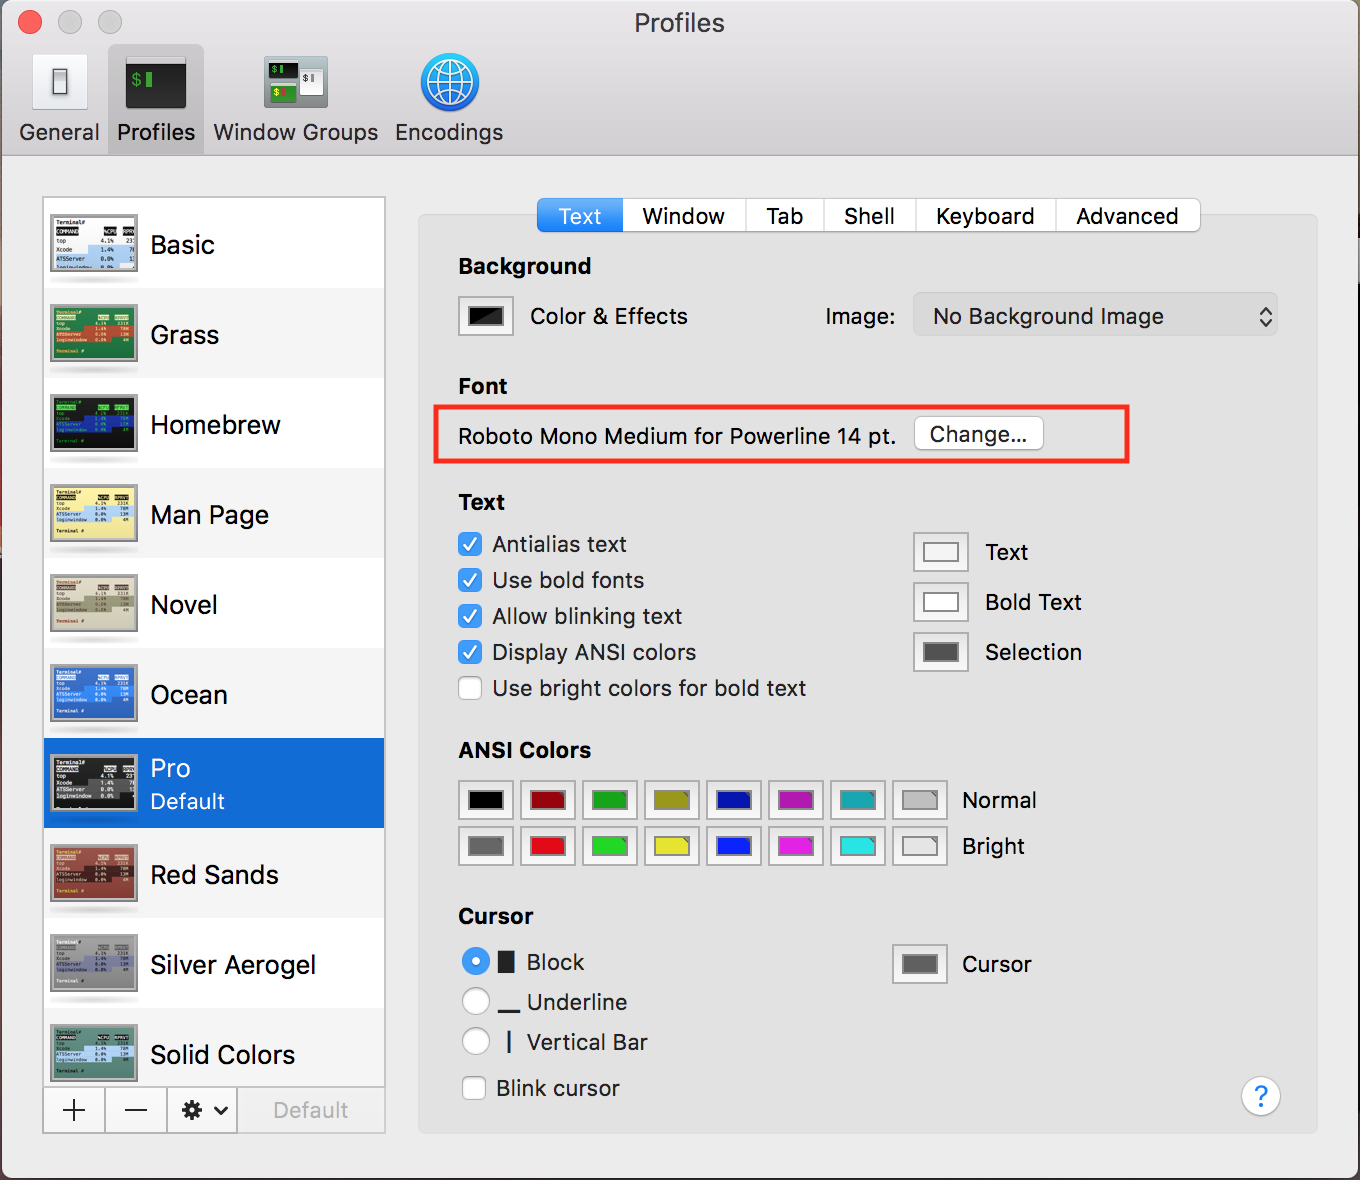 Profiles
General
Profiles
Window Groups
Encodings
Basic
Grass
Homebrew
Man Page
Novel
Ocean
Pro
Default
Red Sands
Silver Aerogel
Solid Colors
Default
Text
Window
Tab
Shell
Keyboard
Advanced
Background
Color & Effects
Image:
No Background Image
Font
Roboto Mono Medium for Powerline 14 pt.
Change...
Text
Antialias text
Use bold fonts
Allow blinking text
Display ANSI colors
Use bright colors for bold text
Text
Bold Text
Selection
ANSI Colors
Normal
Bright
Cursor
Block
Underline
Vertical Bar
Blink cursor
Cursor
?